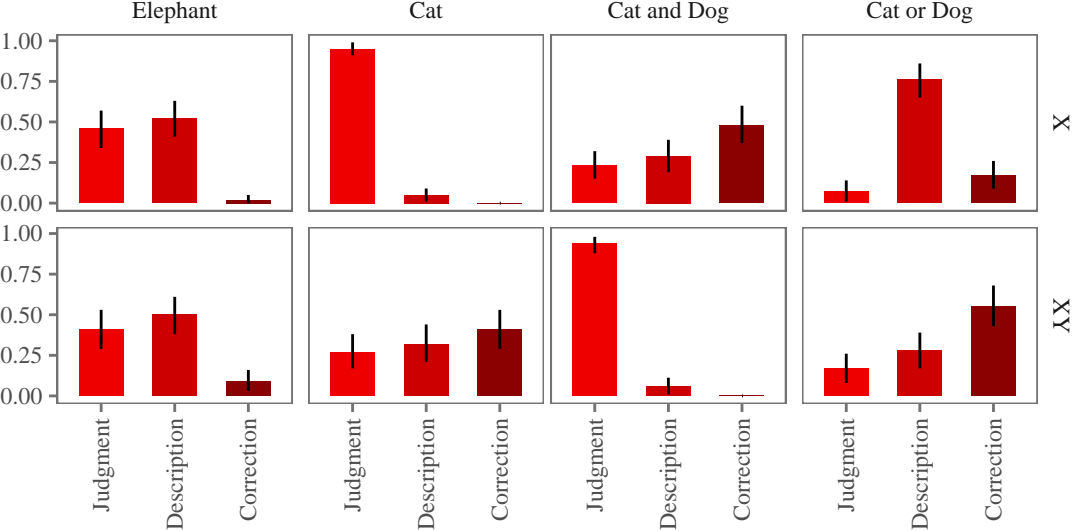 Elephant Cat Cat and Dog Cat or Dog
1.00
0.75
0.50
0.25
0.00
X
1.00
0.75
0.50
0.25
0.00
XY
Judgment Description Correction Judgment Description Correction Judgment Description Correction Judgment Description Correction